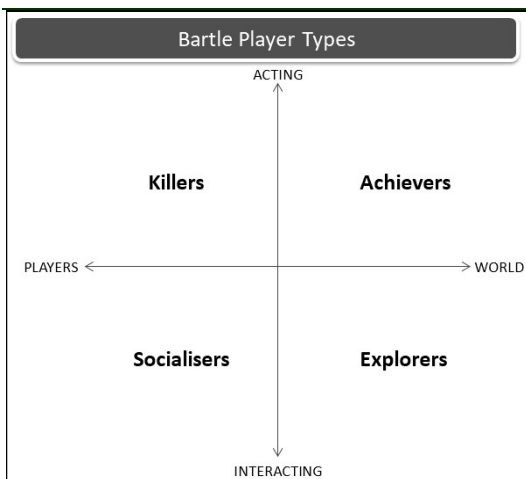 Bartle Player Types
ACTING
Killers Achievers
PLAYERS WORLD
Socialisers Explorers
INTERACTING